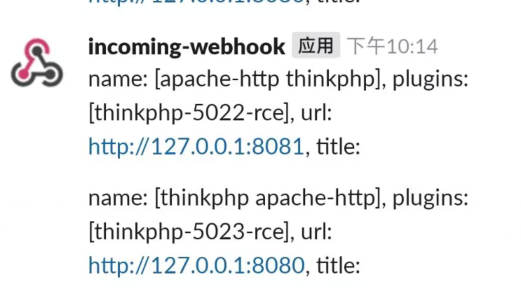 incoming-webhook 应用 下午10:14
name: [apache-http thinkphp], plugins:
[thinkphp-5022-rce], url:
http://127.0.0.1:8081, title:
name: [thinkphp apache-http], plugins:
[thinkphp-5023-rce], url:
http://127.0.0.1:8080, title: